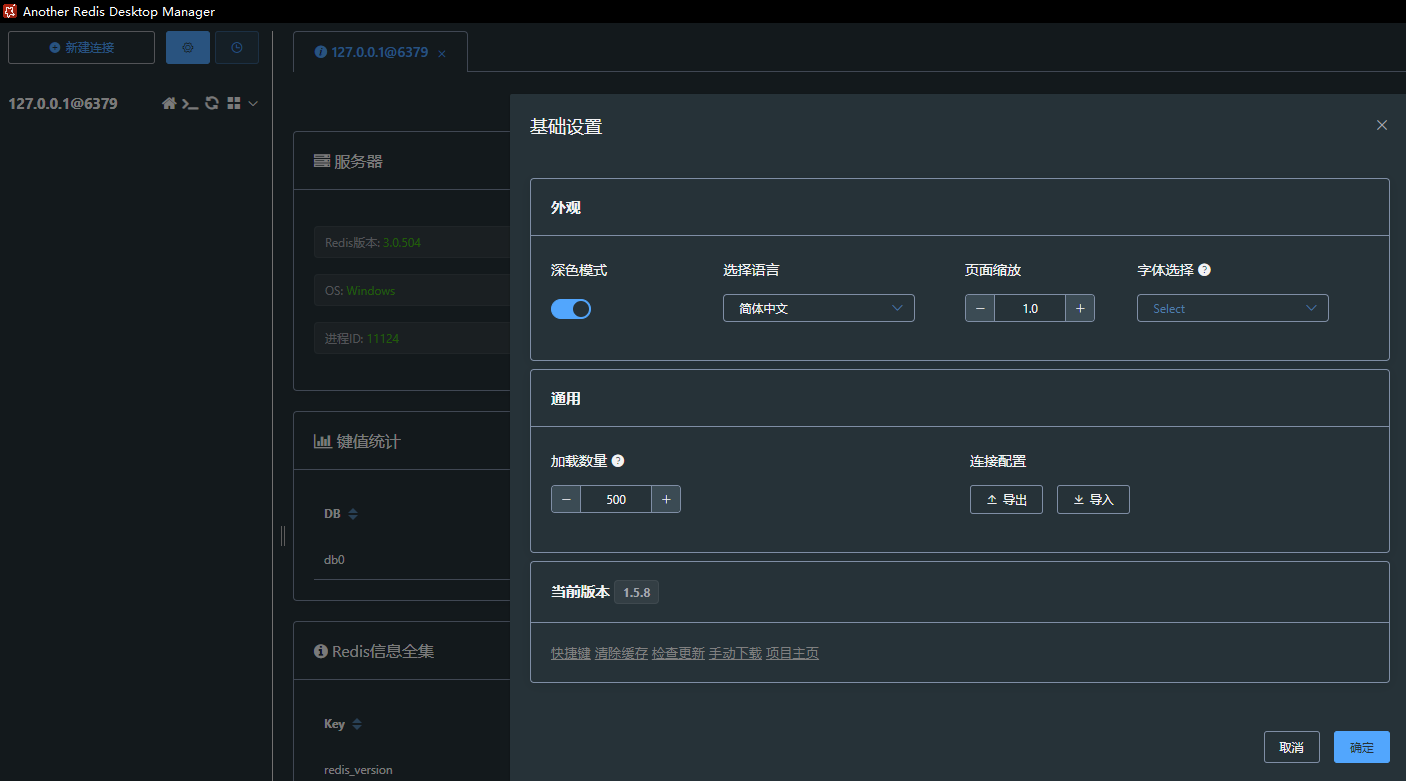 Another Redis Desktop Manager
新建连接
127.0.0.1@6379
127.0.0.1@6379
服务器
Redis版本: 3.0.504
OS: Windows
进程ID: 11124
键值统计
DB
db0
Redis信息全集
Key
redis_version
基础设置
外观
深色模式 选择语言 页面缩放 字体选择
简体中文 1.0 Select
通用
加载数量 连接配置
500 导出 导入
当前版本 1.5.8
快捷键 清除缓存 检查更新 手动下载 项目主页
取消 确定